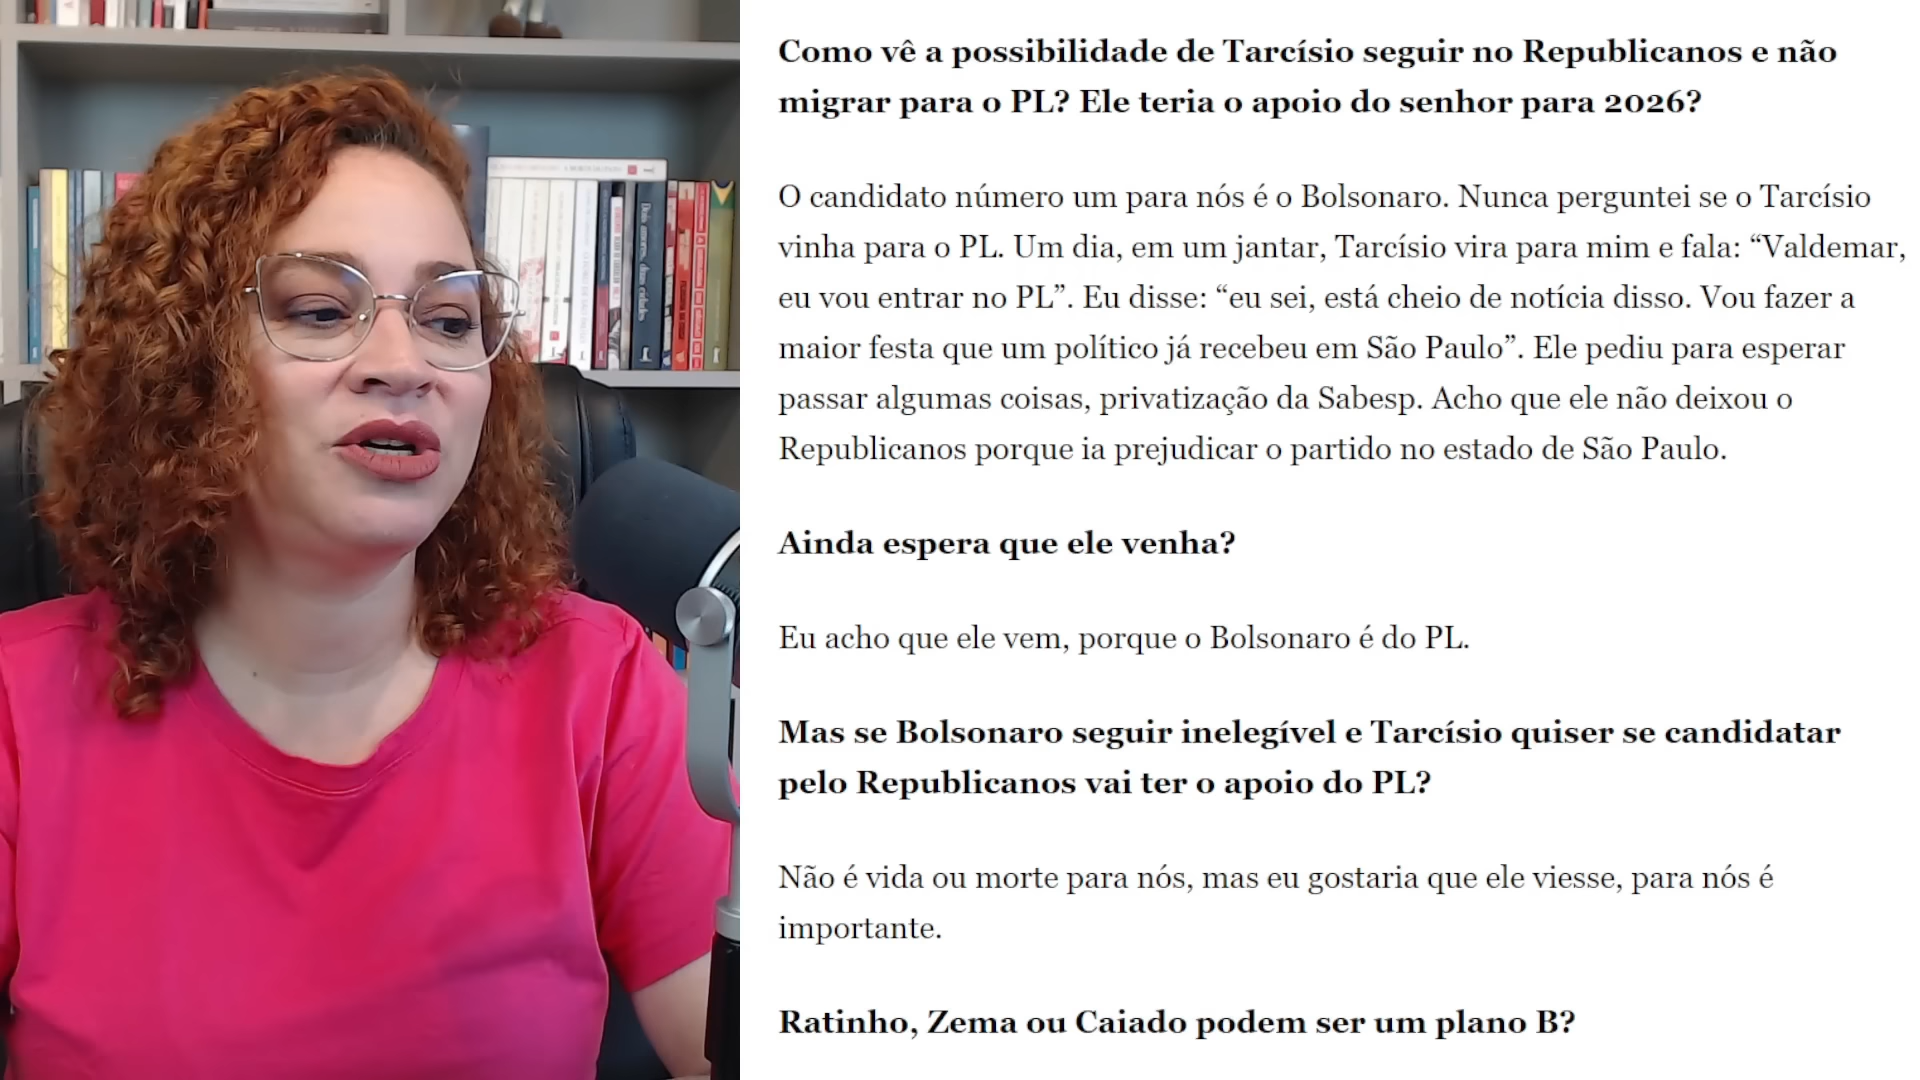 Como vê a possibilidade de Tarcísio seguir no Republicanos e não
migrar para o PL? Ele teria o apoio do senhor para 2026?
O candidato número um para nós é o Bolsonaro. Nunca perguntei se o Tarcísio
vinha para o PL. Um dia, em um jantar, Tarcísio vira para mim e fala: “Valdemar,
eu vou entrar no PL”. Eu disse: “eu sei, está cheio de notícia disso. Vou fazer a
maior festa que um político já recebeu em São Paulo”. Ele pediu para esperar
passar algumas coisas, privatização da Sabesp. Acho que ele não deixou o
Republicanos porque ia prejudicar o partido no estado de São Paulo.
Ainda espera que ele venha?
Eu acho que ele vem, porque o Bolsonaro é do PL.
Mas se Bolsonaro seguir inelegível e Tarcísio quiser se candidatar
pelo Republicanos vai ter o apoio do PL?
Não é vida ou morte para nós, mas eu gostaria que ele viesse, para nós é
importante.
Ratinho, Zema ou Caiado podem ser um plano B?